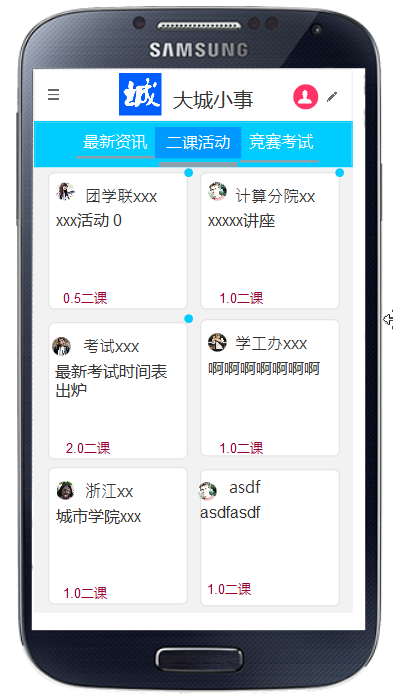 SAMSUNG
城
大城小事
最新资讯 二课活动 竞赛考试
团学联xxx
xxx活动 0
0.5二课
计算分院xx
xxxxx讲座
1.0二课
考试xxx
最新考试时间表
出炉
2.0二课
学工办xxx
啊啊啊啊啊啊啊
1.0二课
浙江xx
城市学院xxx
1.0二课
asdf
asdfasdf
1.0二课